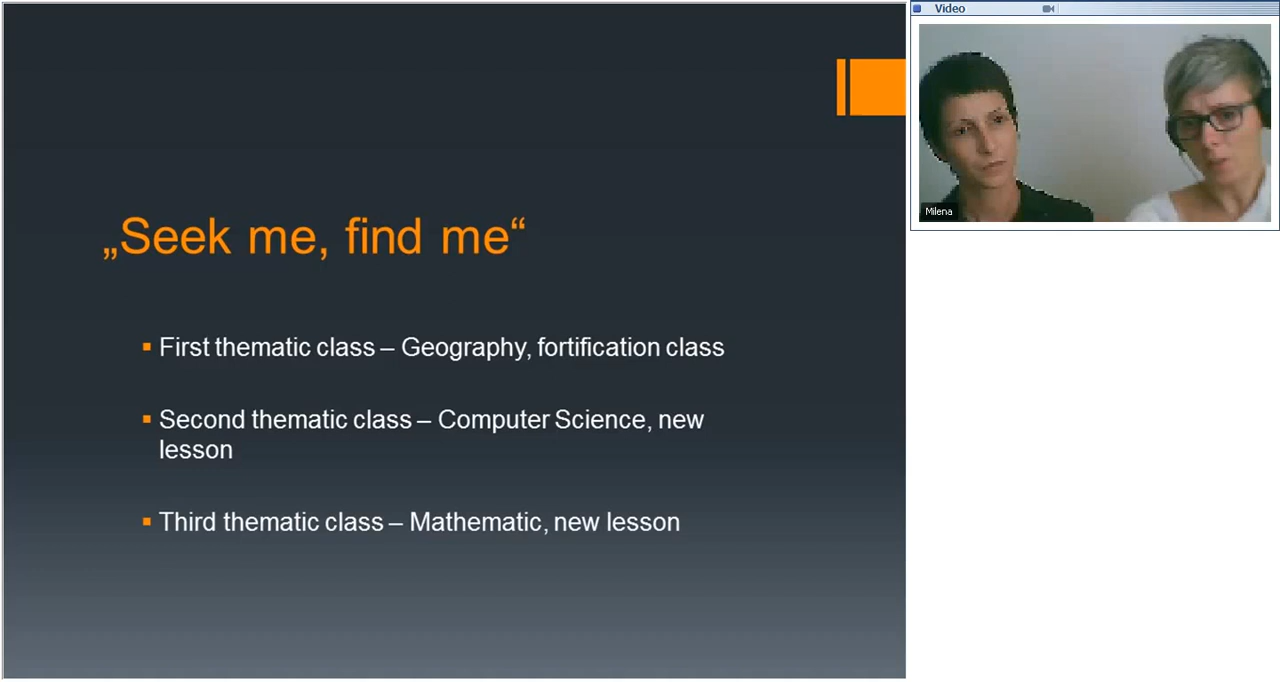 Video
Milena
„Seek me, find me“
First thematic class – Geography, fortification class
Second thematic class – Computer Science, new
lesson
Third thematic class – Mathematic, new lesson